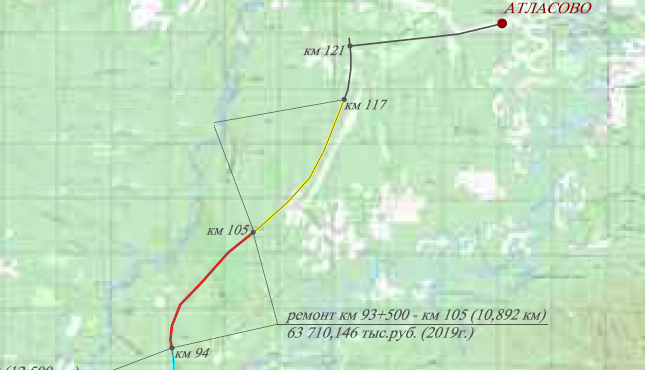 АТЛАСОВО
км 121
км 117
км 105
ремонт км 93+500 - км 105 (10,892 км)
63 710,146 тыс.руб. (2019г.)
км 94